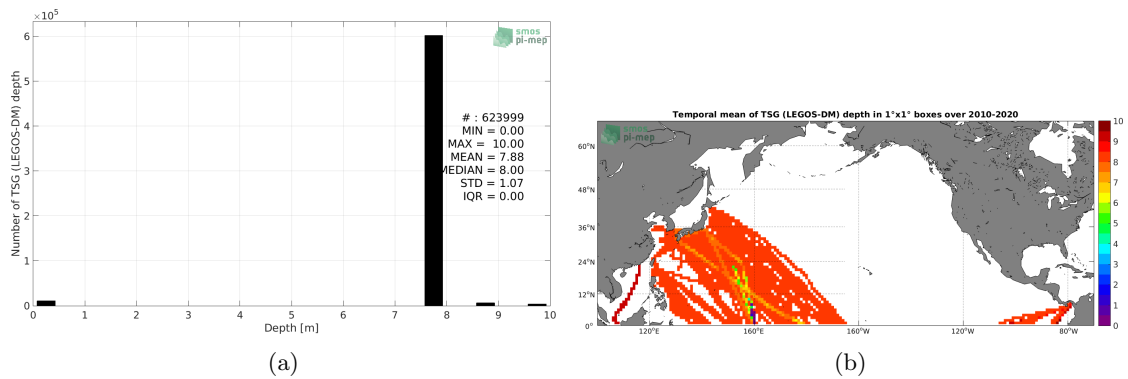 ×10⁵
6
5
4
3
2
1
0
Number of TSG (LEGOS-DM) depth
0 1 2 3 4 5 6 7 8 9 10
Depth [m]
smos
pi-mep
# : 623999
MIN = 0.00
MAX = 10.00
MEAN = 7.88
MEDIAN = 8.00
STD = 1.07
IQR = 0.00
(a)
Temporal mean of TSG (LEGOS-DM) depth in 1°x1° boxes over 2010-2020
smos
pi-mep
60°N
48°N
36°N
24°N
12°N
0°
120°E 160°E 160°W 120°W 80°W
10
9
8
7
6
5
4
3
2
1
0
(b)